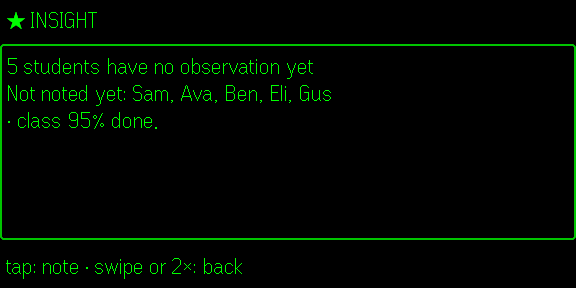 ★ INSIGHT
5 students have no observation yet
Not noted yet: Sam, Ava, Ben, Eli, Gus
· class 95% done.
tap: note · swipe or 2×: back